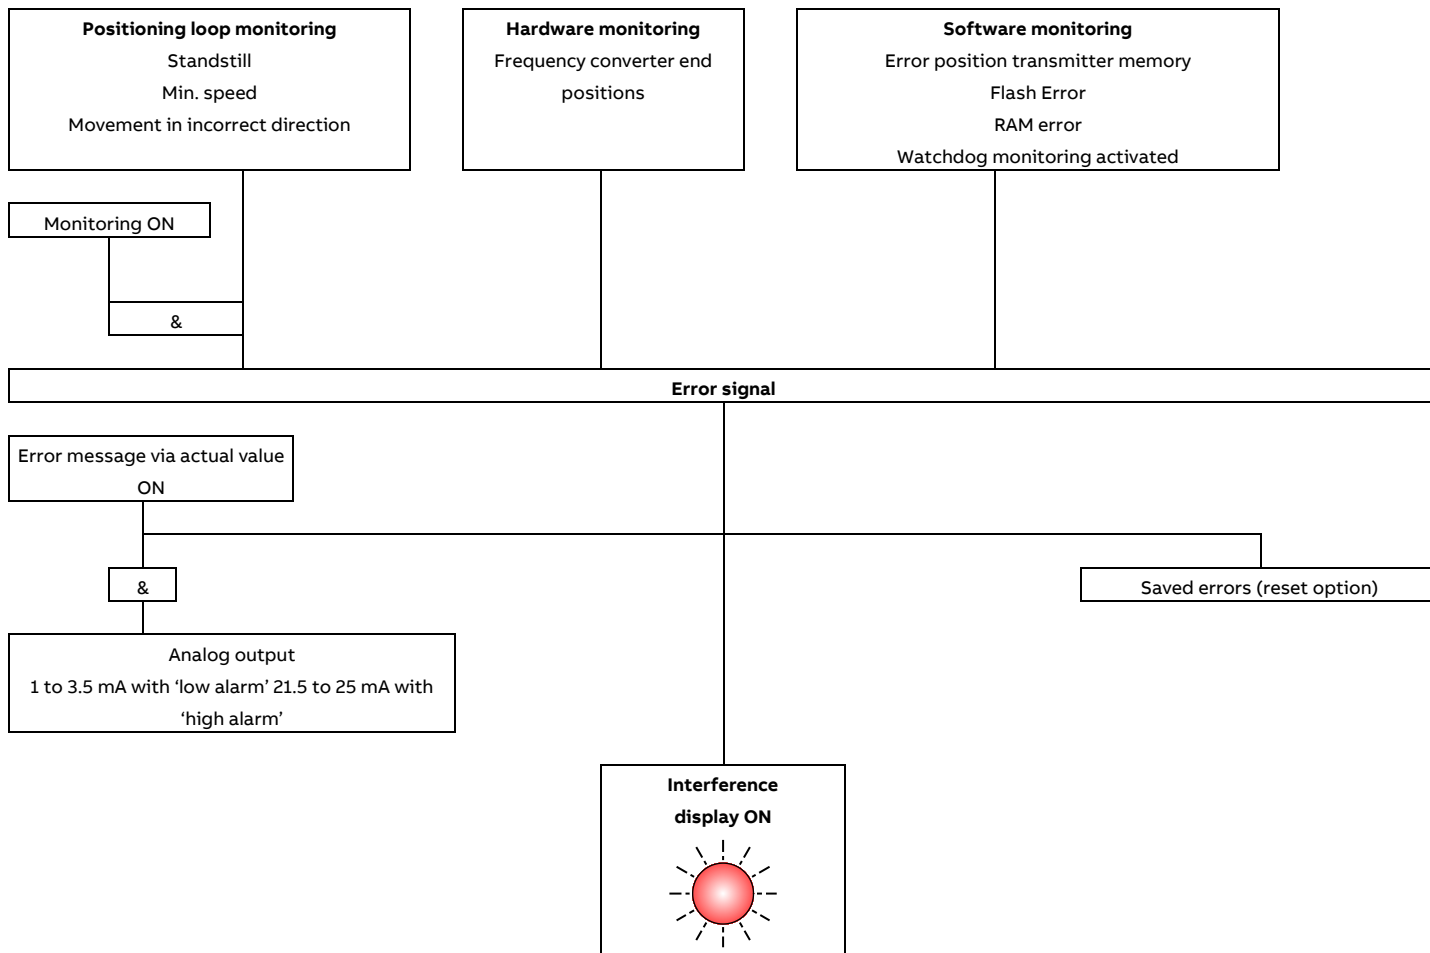 Positioning loop monitoring
Standstill
Min. speed
Movement in incorrect direction
Hardware monitoring
Frequency converter end
positions
Software monitoring
Error position transmitter memory
Flash Error
RAM error
Watchdog monitoring activated
Monitoring ON
&
Error signal
Error message via actual value
ON
&
Saved errors (reset option)
Analog output
1 to 3.5 mA with ‘low alarm’ 21.5 to 25 mA with
‘high alarm’
Interference
display ON